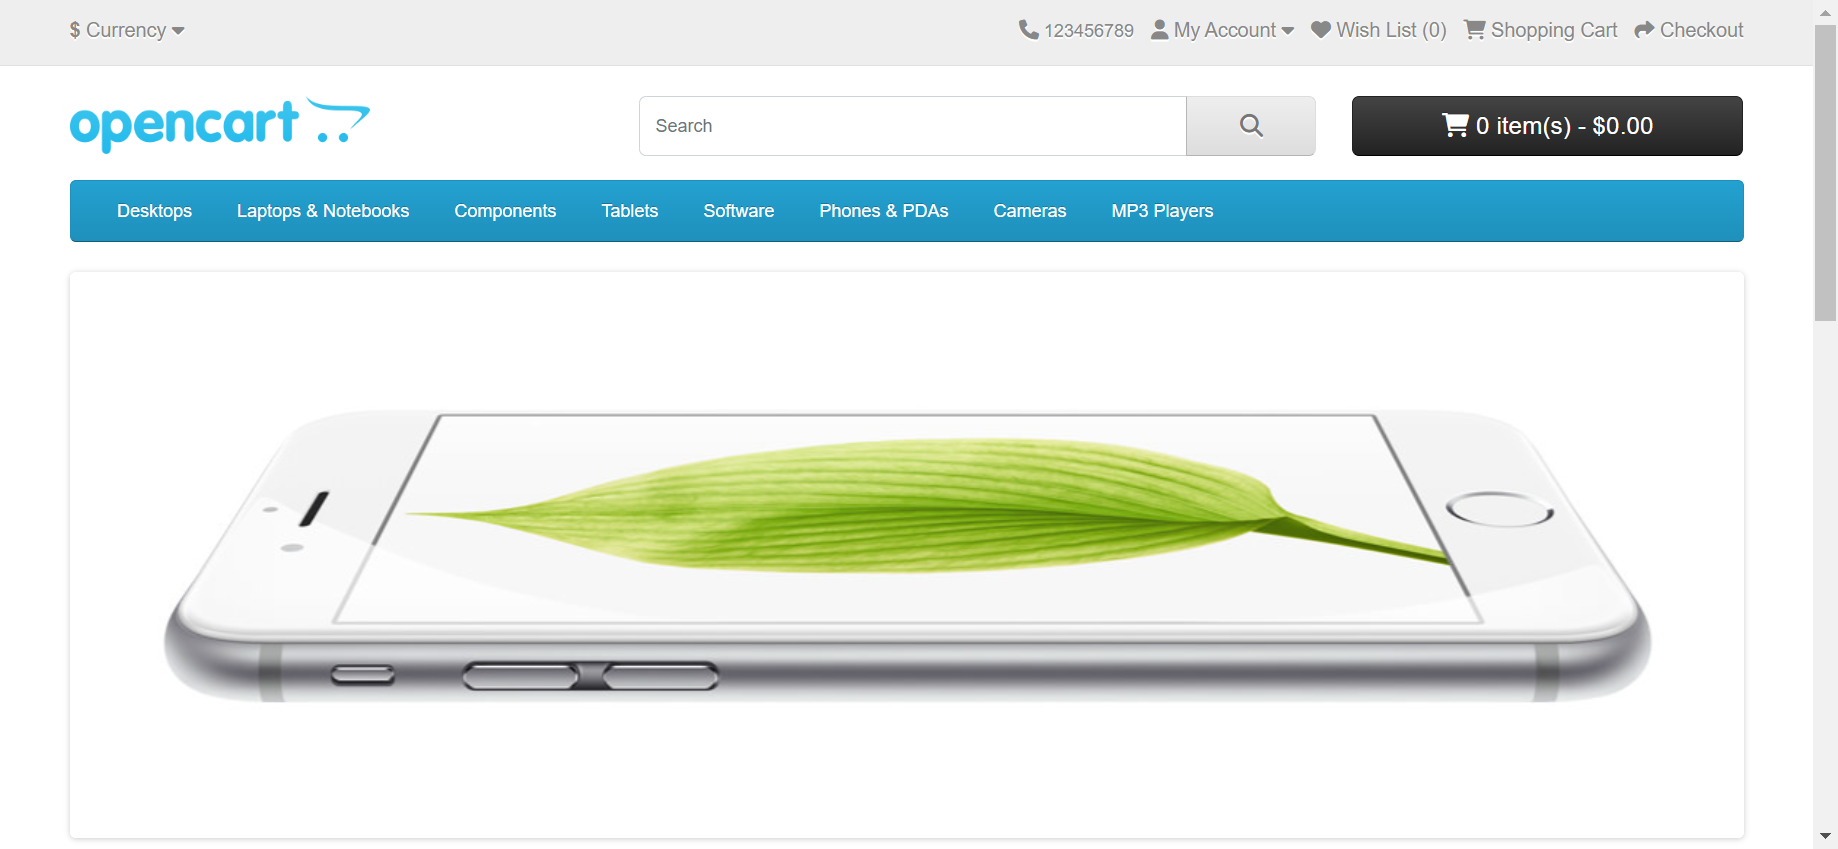 $ Currency 123456789 My Account Wish List (0) Shopping Cart Checkout
opencart Search 0 item(s) - $0.00
Desktops Laptops & Notebooks Components Tablets Software Phones & PDAs Cameras MP3 Players